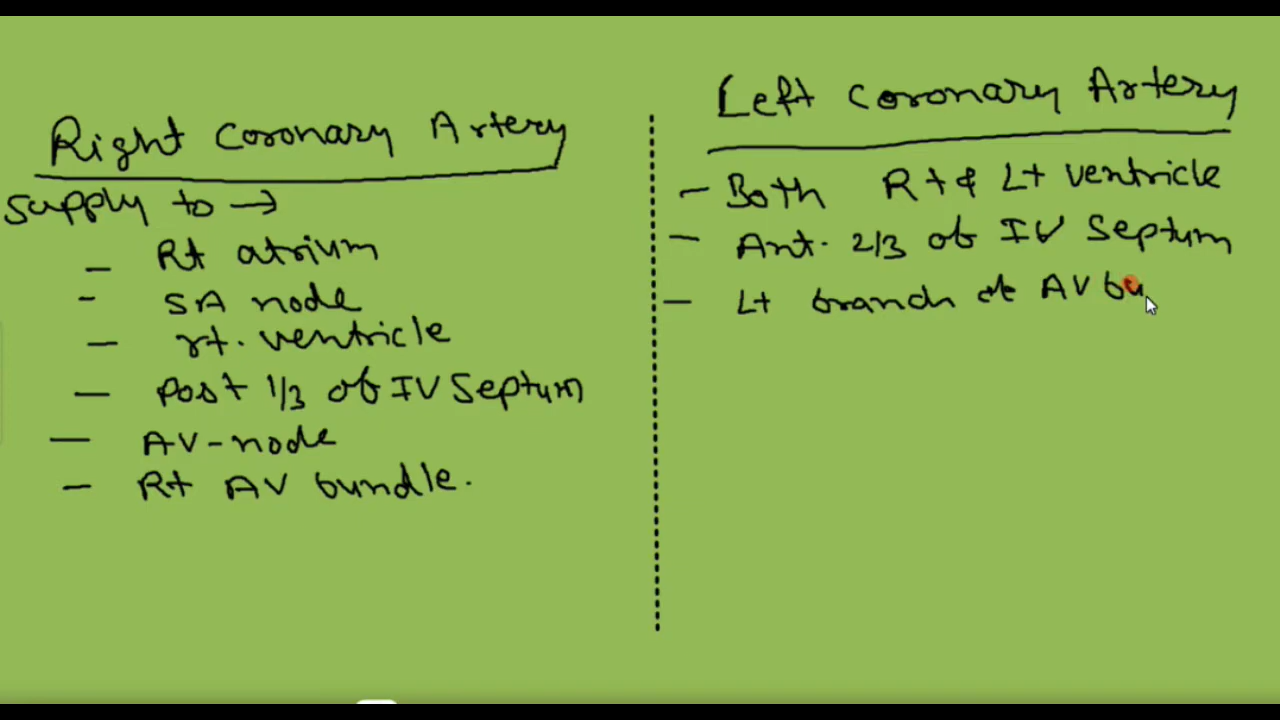 Right Coronary Artery
Supply to →
- Rt atrium
- SA node
- rt. ventricle
- Post 1/3 of IV Septum
- AV-node
- Rt AV bundle.
Left Coronary Artery
- Both Rt & Lt ventricle
- Ant. 2/3 of IV Septum
- Lt branch of AV bu